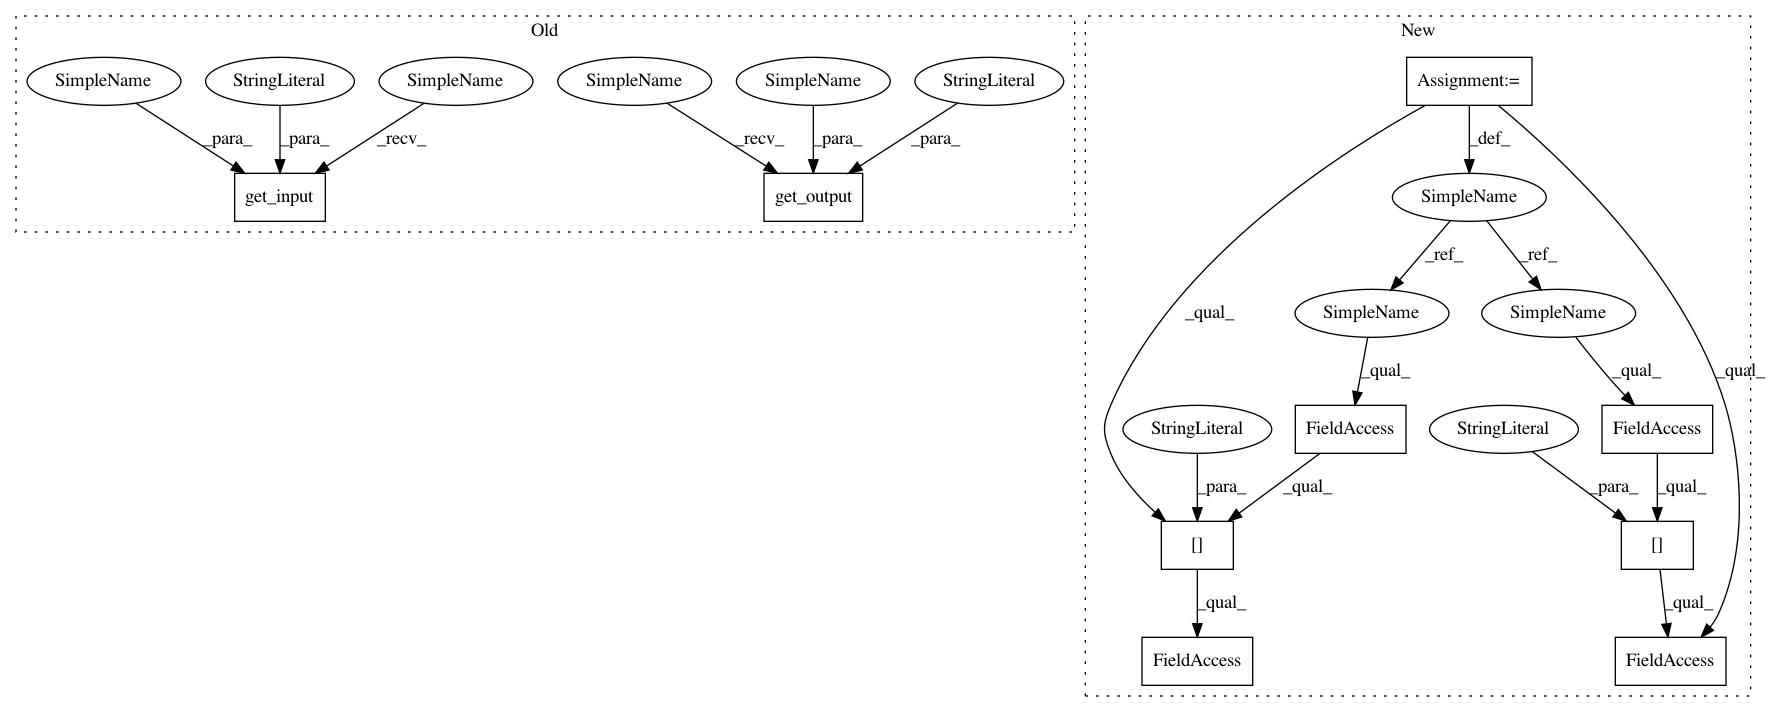 Old
New
SimpleName
StringLiteral
SimpleName
SimpleName
SimpleName
StringLiteral
Assignment:=
_para_
_para_
_recv_
_recv_
_para_
_para_
_def_
get_input
get_output
SimpleName
_ref_
_ref_
_qual_
SimpleName
SimpleName
_qual_
_qual_
_qual_
StringLiteral
FieldAccess
StringLiteral
FieldAccess
_para_
_qual_
_para_
_qual_
[]
[]
_qual_
_qual_
FieldAccess
FieldAccess